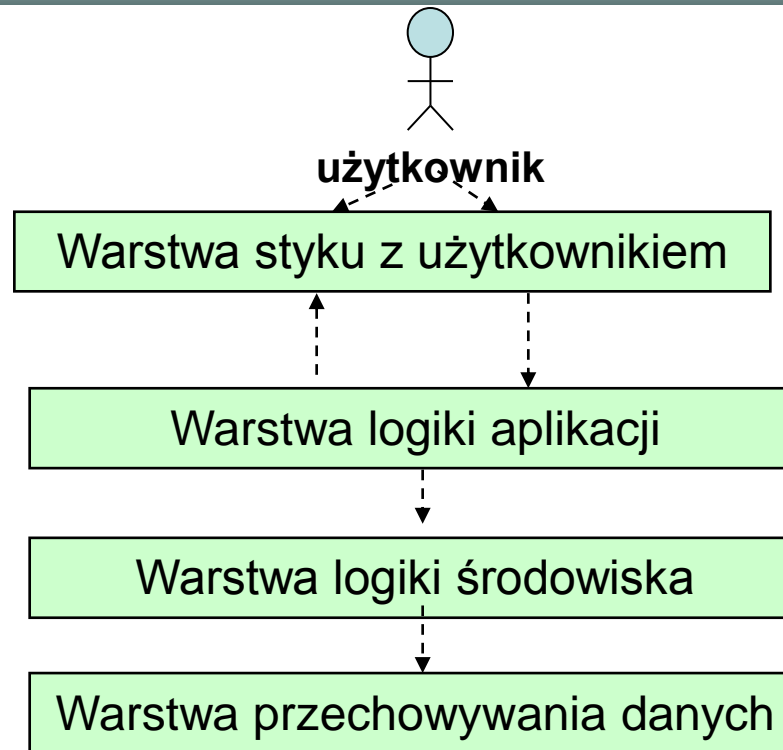 użytkownik
Warstwa styku z użytkownikiem
Warstwa logiki aplikacji
Warstwa logiki środowiska
Warstwa przechowywania danych